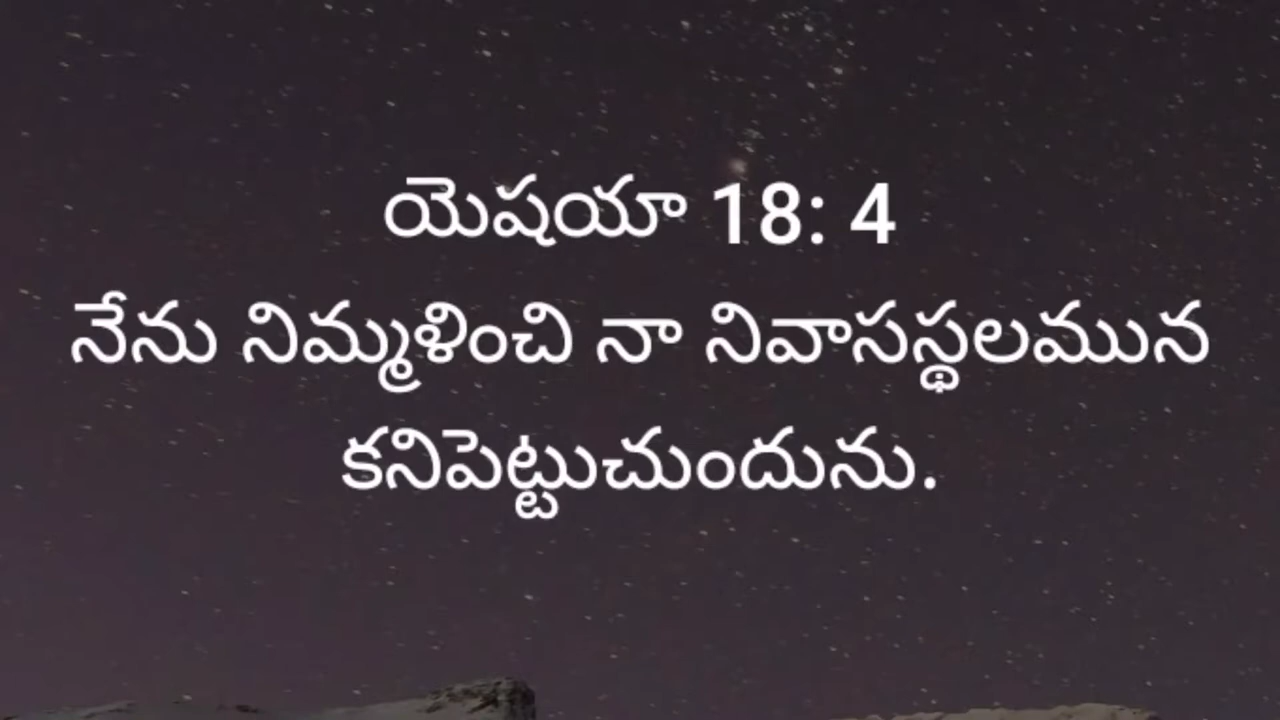 యెషయా 18: 4
నేను నిమ్మళించి నా నివాసస్థలమున
కనిపెట్టుచుందును.